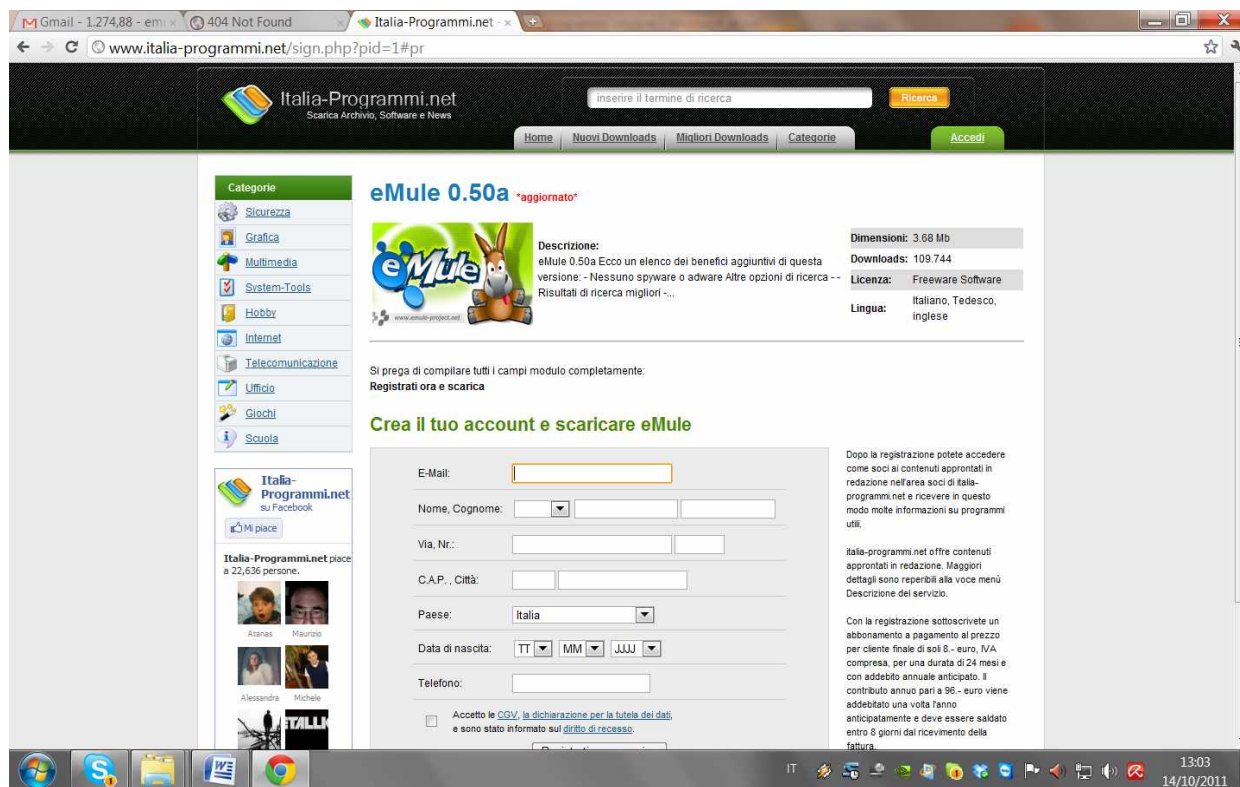 Gmail - 1.274,88 - em
404 Not Found
Italia-Programmi.net -
www.italia-programmi.net/sign.php?pid=1#pr
Italia-Programmi.net
Scarica Archivio, Software e News
inserire il termine di ricerca
Ricerca
Home
Nuovi Downloads
Migliori Downloads
Categorie
Accedi
Categorie
Sicurezza
Grafica
Multimedia
System-Tools
Hobby
Internet
Telecomunicazione
Ufficio
Giochi
Scuola
Italia-
Programmi.net
su Facebook
Mi piace
Italia-Programmi.net piace
a 22,636 persone.
Atanas
Maurizio
Alessandra
Michele
eMule 0.50a *aggiornato*
eMule
www.emule-project.net
Descrizione:
eMule 0.50a Ecco un elenco dei benefici aggiuntivi di questa
versione: - Nessuno spyware o adware Altre opzioni di ricerca - -
Risultati di ricerca migliori -...
Dimensioni: 3.68 Mb
Downloads: 109.744
Licenza: Freeware Software
Lingua: Italiano, Tedesco,
inglese
Si prega di compilare tutti i campi modulo completamente:
Registrati ora e scarica
Crea il tuo account e scaricare eMule
E-Mail:
Nome, Cognome:
Via, Nr.:
C.A.P. , Città:
Paese: Italia
Data di nascita: TT MM JJJJ
Telefono:
Accetto le CGV, la dichiarazione per la tutela dei dati,
e sono stato informato sul diritto di recesso.
Dopo la registrazione potete accedere
come soci ai contenuti approntati in
redazione nell'area soci di italia-
programmi.net e ricevere in questo
modo molte informazioni su programmi
utili.
italia-programmi.net offre contenuti
approntati in redazione. Maggiori
dettagli sono reperibili alla voce menù
Descrizione del servizio.
Con la registrazione sottoscrivete un
abbonamento a pagamento al prezzo
per cliente finale di soli 8.- euro, IVA
compresa, per una durata di 24 mesi e
con addebito annuale anticipato. Il
contributo annuo pari a 96.- euro viene
addebitato una volta l'anno
anticipatamente e deve essere saldato
entro 8 giorni dal ricevimento della
fattura.
IT
13:03
14/10/2011